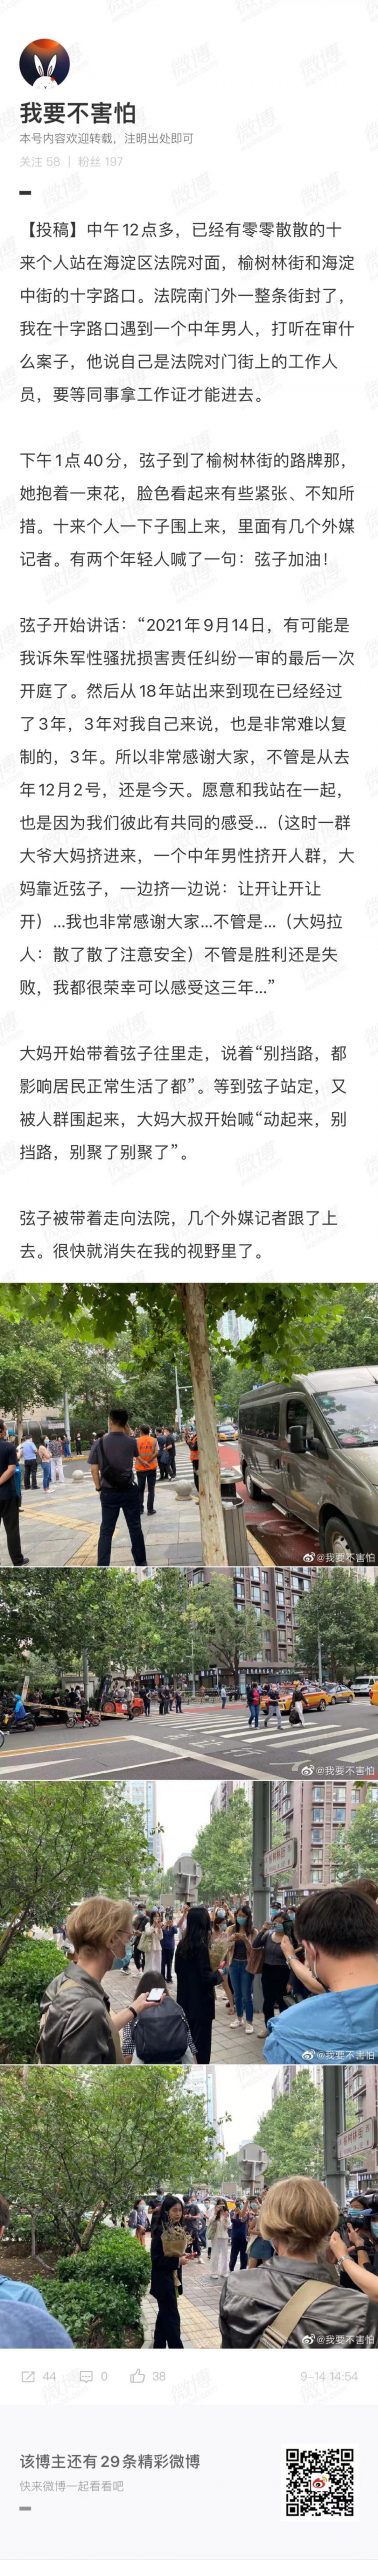 我要不害怕
本号内容欢迎转载，注明出处即可
关注 58 | 粉丝 197
【投稿】中午12点多，已经有零零散散的十
来个人站在海淀区法院对面，榆树林街和海淀
中街的十字路口。法院南门外一整条街封了，
我在十字路口遇到一个中年男人，打听在审什
么案子，他说自己是法院对门街上的工作人
员，要等同事拿工作证才能进去。
下午1点40分，弦子到了榆树林街的路牌那，
她抱着一束花，脸色看起来有些紧张、不知所
措。十来个人一下子围上来，里面有几个外媒
记者。有两个年轻人喊了一句：弦子加油！
弦子开始讲话：“2021年9月14日，有可能是
我诉朱军性骚扰损害责任纠纷一审的最后一次
开庭了。然后从18年站出来到现在已经经过
了3年，3年对我自己来说，也是非常难以复
制的，3年。所以非常感谢大家，不管是从去
年12月2号，还是今天。愿意和我站在一起，
也是因为我们彼此有共同的感受...（这时一群
大爷大妈挤进来，一个中年男性挤开人群，大
妈靠近弦子，一边挤一边说：让开让开让
开）...我也非常感谢大家...不管是...（大妈拉
人：散了散了注意安全）不管是胜利还是失
败，我都很荣幸可以感受这三年...”
大妈开始带着弦子往里走，说着“别挡路，都
影响居民正常生活了都”。等到弦子站定，又
被人群围起来，大妈大叔开始喊“动起来，别
挡路，别聚了别聚了”。
弦子被带着走向法院，几个外媒记者跟了上
去。很快就消失在我的视野里了。
@我要不害怕
@我要不害怕
@我要不害怕
@我要不害怕
44 0 38 9-14 14:54
该博主还有29条精彩微博
快来微博一起看看吧